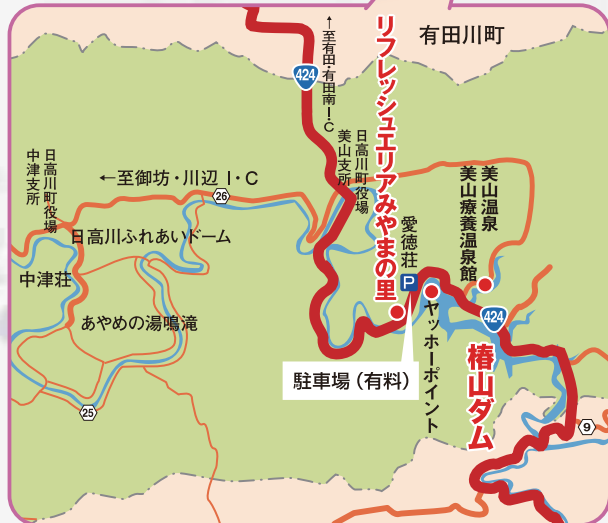 有田川町
←至有田・有田南I・C
424
リフレッシュエリアみやまの里
日高川町役場
美山支所
日高川町役場
中津支所
←至御坊・川辺 I・C
26
美山温泉
美山療養温泉館
愛徳荘
P
日高川ふれあいドーム
中津荘
あやめの湯鳴滝
ヤッホーポイント
424
椿山ダム
駐車場（有料）
25
9